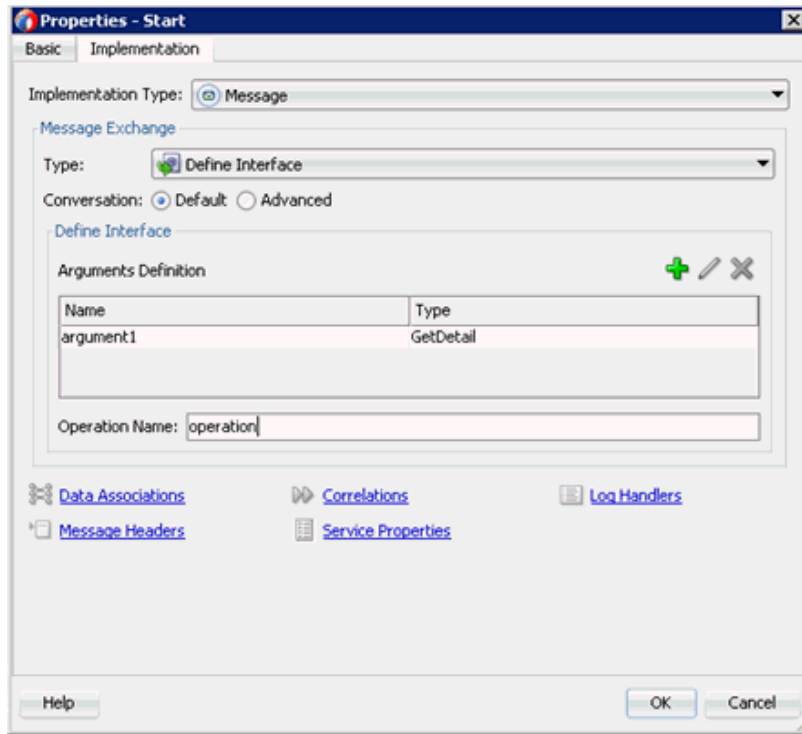 Properties - Start
Basic Implementation
Implementation Type: Message
Message Exchange
Type: Define Interface
Conversation: Default Advanced
Define Interface
Arguments Definition
Name Type
argument1 GetDetail
Operation Name: operation
Data Associations Correlations Log Handlers
Message Headers Service Properties
Help OK Cancel